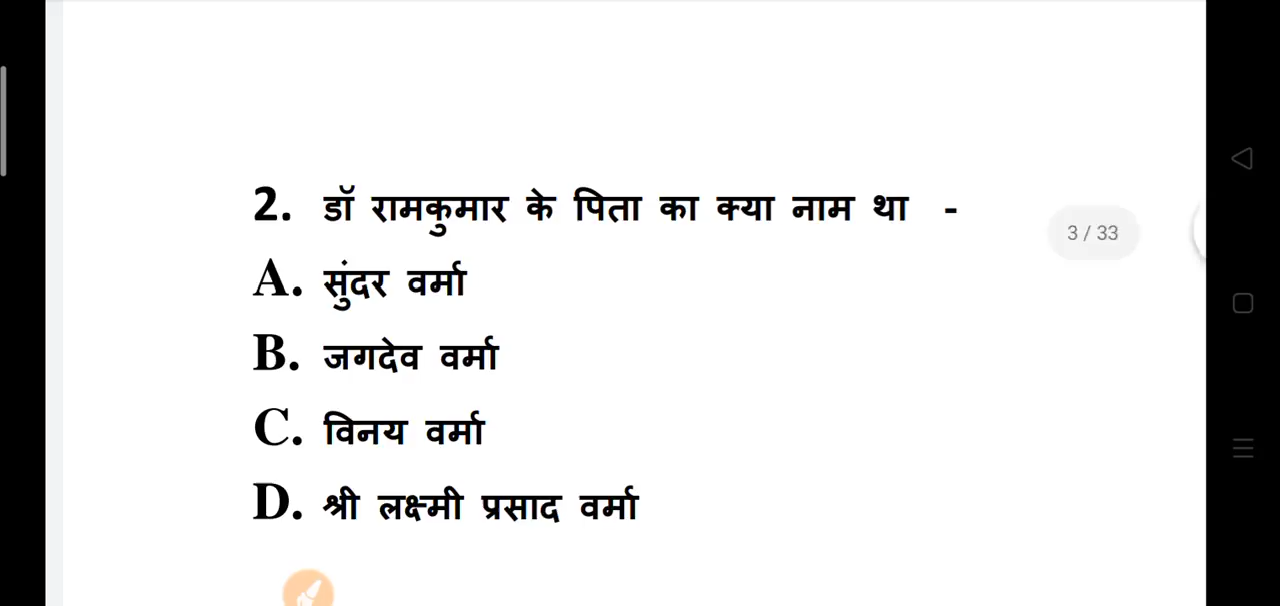 2. डॉ रामकुमार के पिता का क्या नाम था -
3 / 33
A. सुंदर वर्मा
B. जगदेव वर्मा
C. विनय वर्मा
D. श्री लक्ष्मी प्रसाद वर्मा